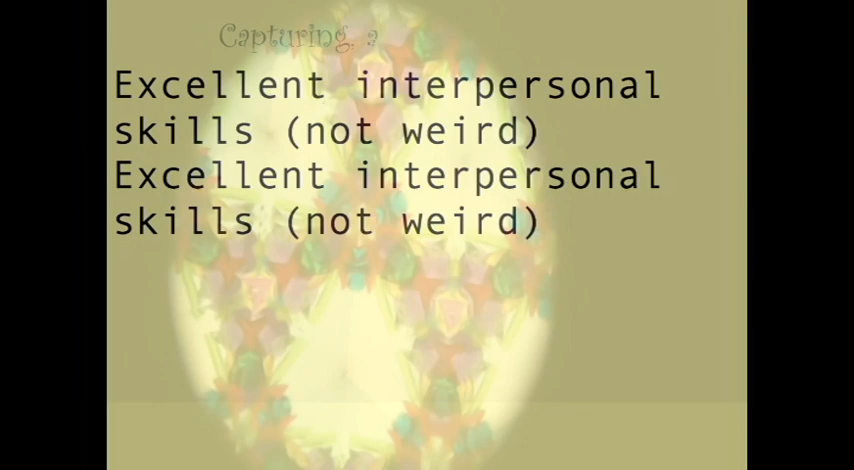 Capturing, a
Excellent interpersonal
skills (not weird)
Excellent interpersonal
skills (not weird)